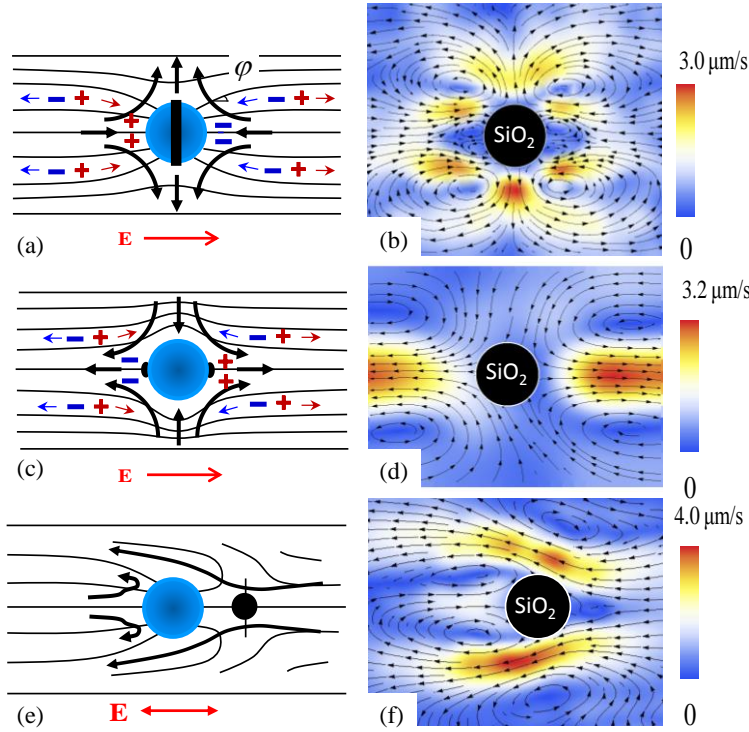 φ
− + + −
+ −
+ −
− + + −
(a)
E
3.0 μm/s
SiO2
0
(b)
− + − +
− +
− +
− + − +
(c)
E
3.2 μm/s
SiO2
0
(d)
(e)
E
4.0 μm/s
SiO2
0
(f)